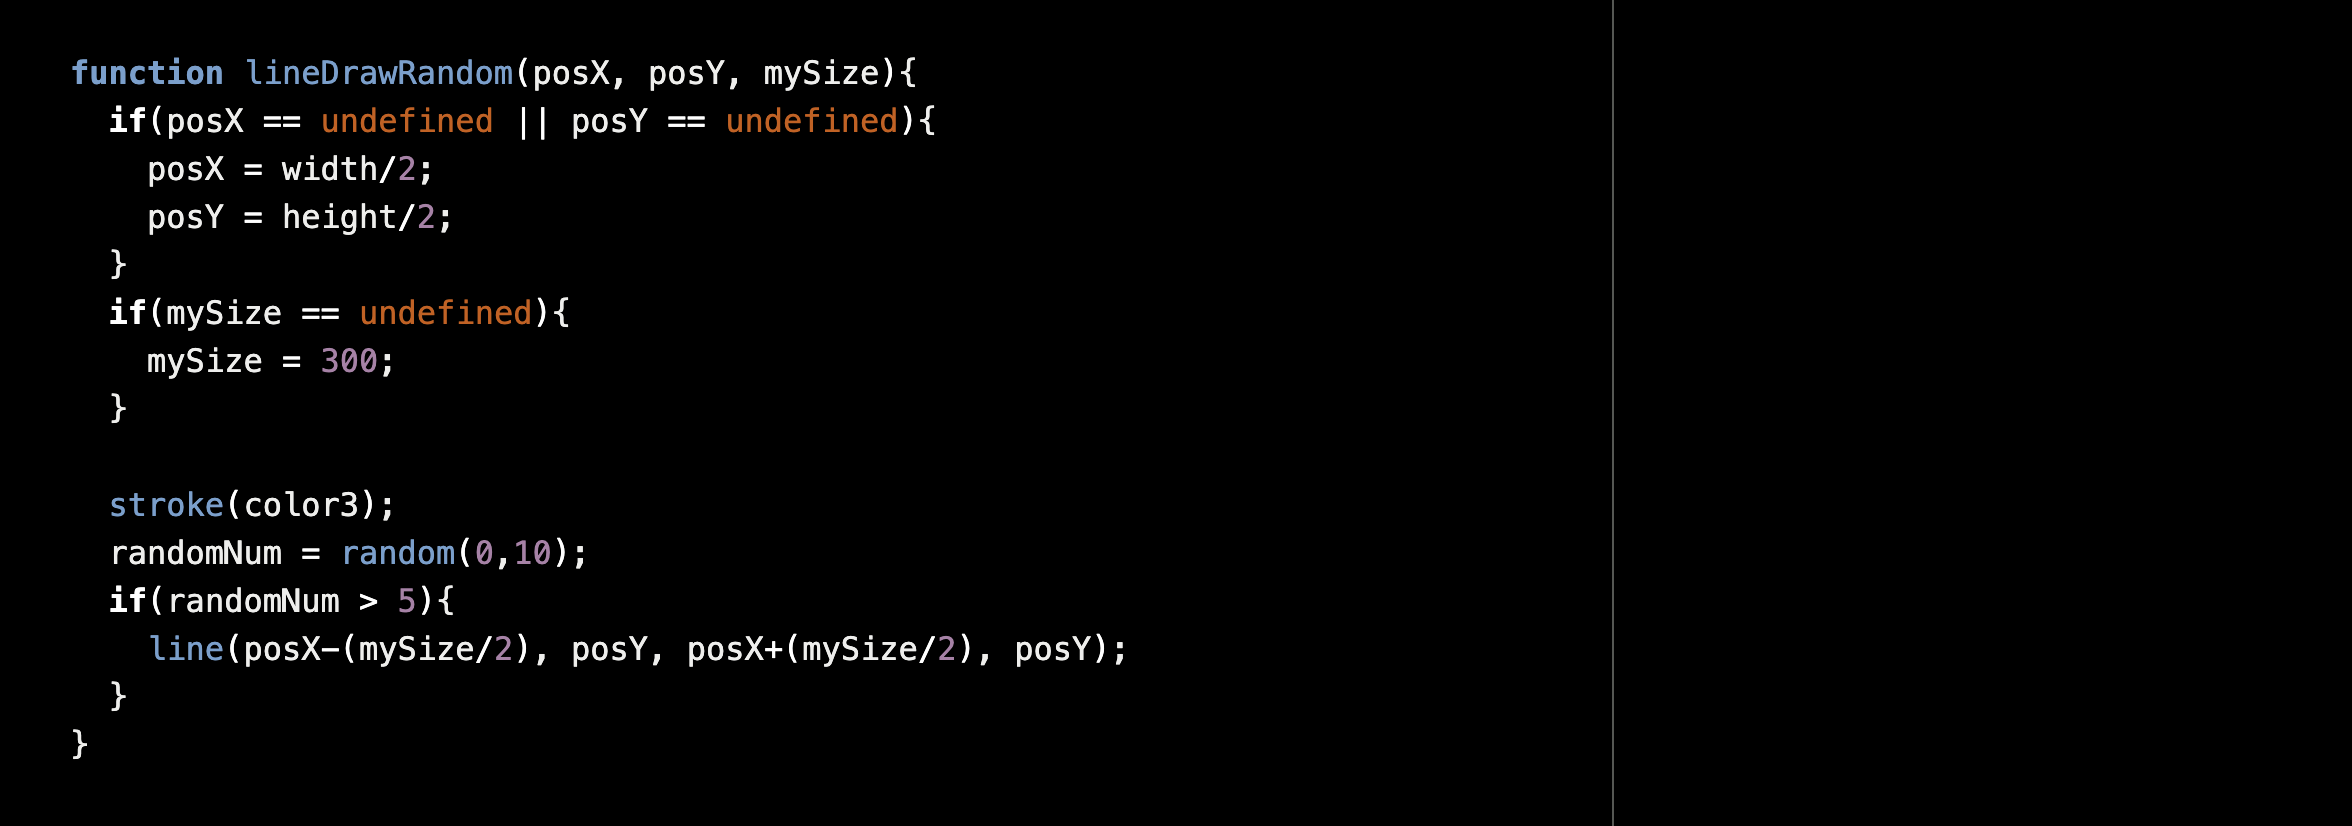 function lineDrawRandom(posX, posY, mySize){
  if(posX == undefined || posY == undefined){
    posX = width/2;
    posY = height/2;
  }
  if(mySize == undefined){
    mySize = 300;
  }

  stroke(color3);
  randomNum = random(0,10);
  if(randomNum > 5){
    line(posX-(mySize/2), posY, posX+(mySize/2), posY);
  }
}